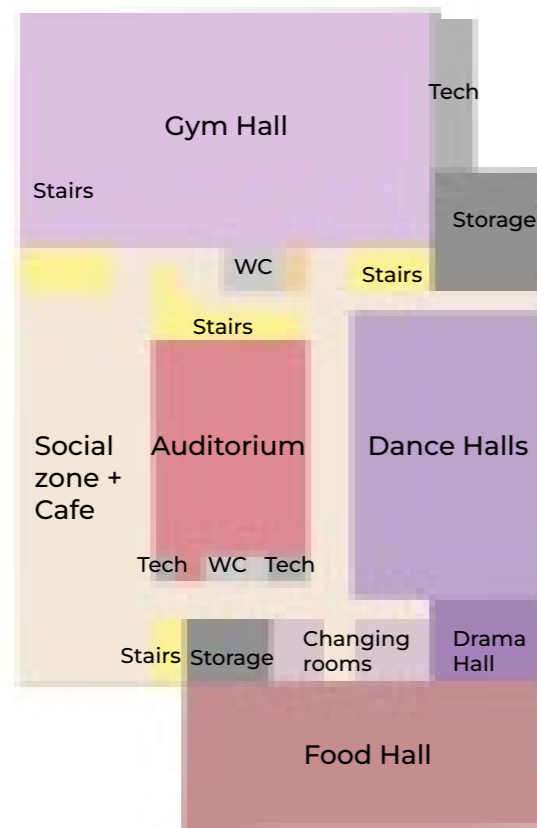 Tech
Gym Hall
Stairs
Storage
WC
Stairs
Stairs
Social
zone +
Cafe
Auditorium
Dance Halls
Tech
WC
Tech
Stairs
Storage
Changing
rooms
Drama
Hall
Food Hall